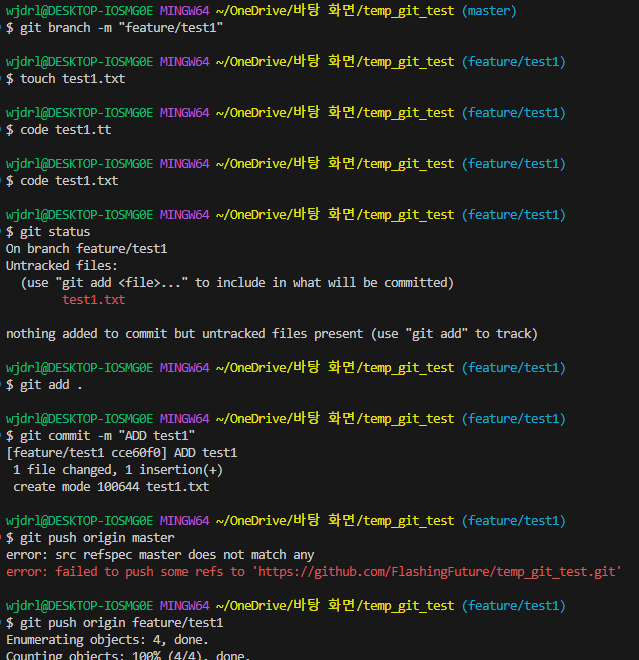 wjdrl@DESKTOP-IOSMG0E MINGW64 ~/OneDrive/바탕 화면/temp_git_test (master)
$ git branch -m "feature/test1"
wjdrl@DESKTOP-IOSMG0E MINGW64 ~/OneDrive/바탕 화면/temp_git_test (feature/test1)
$ touch test1.txt
wjdrl@DESKTOP-IOSMG0E MINGW64 ~/OneDrive/바탕 화면/temp_git_test (feature/test1)
$ code test1.tt
wjdrl@DESKTOP-IOSMG0E MINGW64 ~/OneDrive/바탕 화면/temp_git_test (feature/test1)
$ code test1.txt
wjdrl@DESKTOP-IOSMG0E MINGW64 ~/OneDrive/바탕 화면/temp_git_test (feature/test1)
$ git status
On branch feature/test1
Untracked files:
  (use "git add <file>..." to include in what will be committed)
        test1.txt
nothing added to commit but untracked files present (use "git add" to track)
wjdrl@DESKTOP-IOSMG0E MINGW64 ~/OneDrive/바탕 화면/temp_git_test (feature/test1)
$ git add .
wjdrl@DESKTOP-IOSMG0E MINGW64 ~/OneDrive/바탕 화면/temp_git_test (feature/test1)
$ git commit -m "ADD test1"
[feature/test1 cce60f0] ADD test1
 1 file changed, 1 insertion(+)
 create mode 100644 test1.txt
wjdrl@DESKTOP-IOSMG0E MINGW64 ~/OneDrive/바탕 화면/temp_git_test (feature/test1)
$ git push origin master
error: src refspec master does not match any
error: failed to push some refs to 'https://github.com/FlashingFuture/temp_git_test.git'
wjdrl@DESKTOP-IOSMG0E MINGW64 ~/OneDrive/바탕 화면/temp_git_test (feature/test1)
$ git push origin feature/test1
Enumerating objects: 4, done.
Counting objects: 100% (4/4), done.